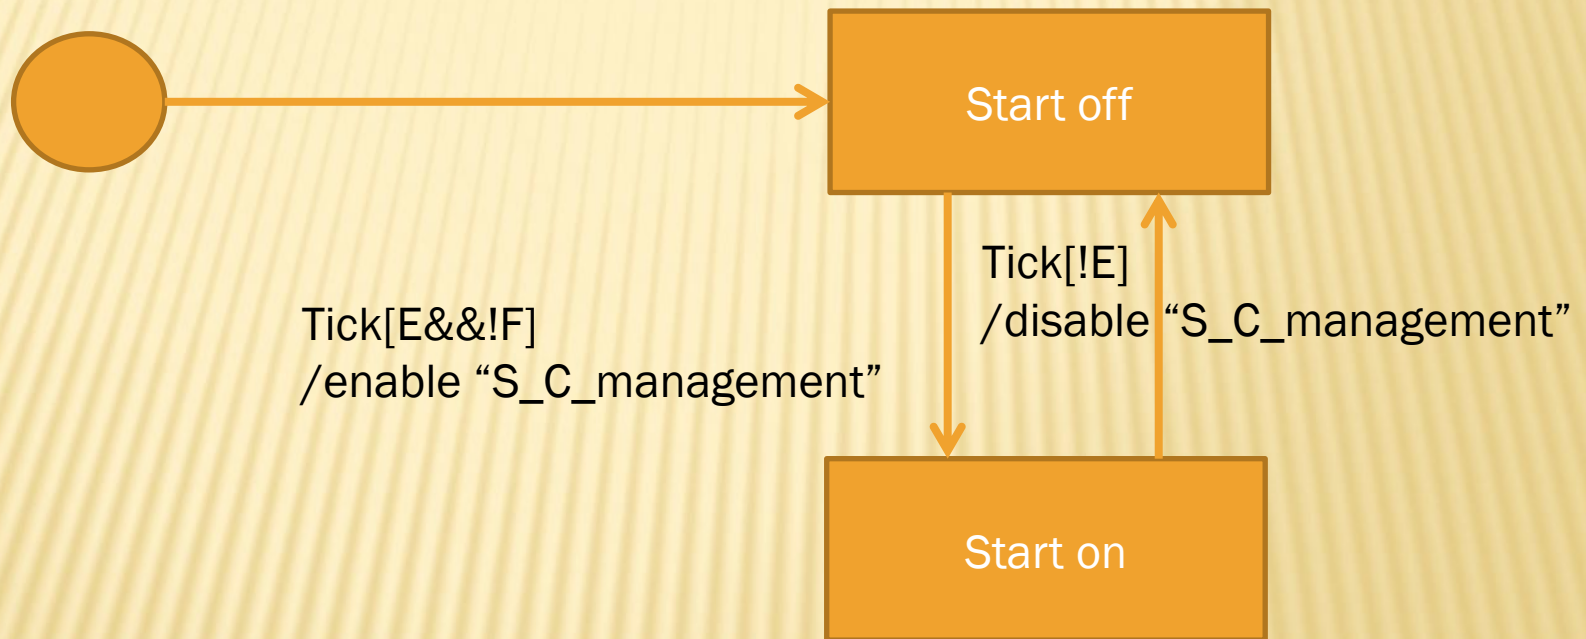 Start off
Tick[!E]
/disable “S_C_management”
Tick[E&&!F]
/enable “S_C_management”
Start on